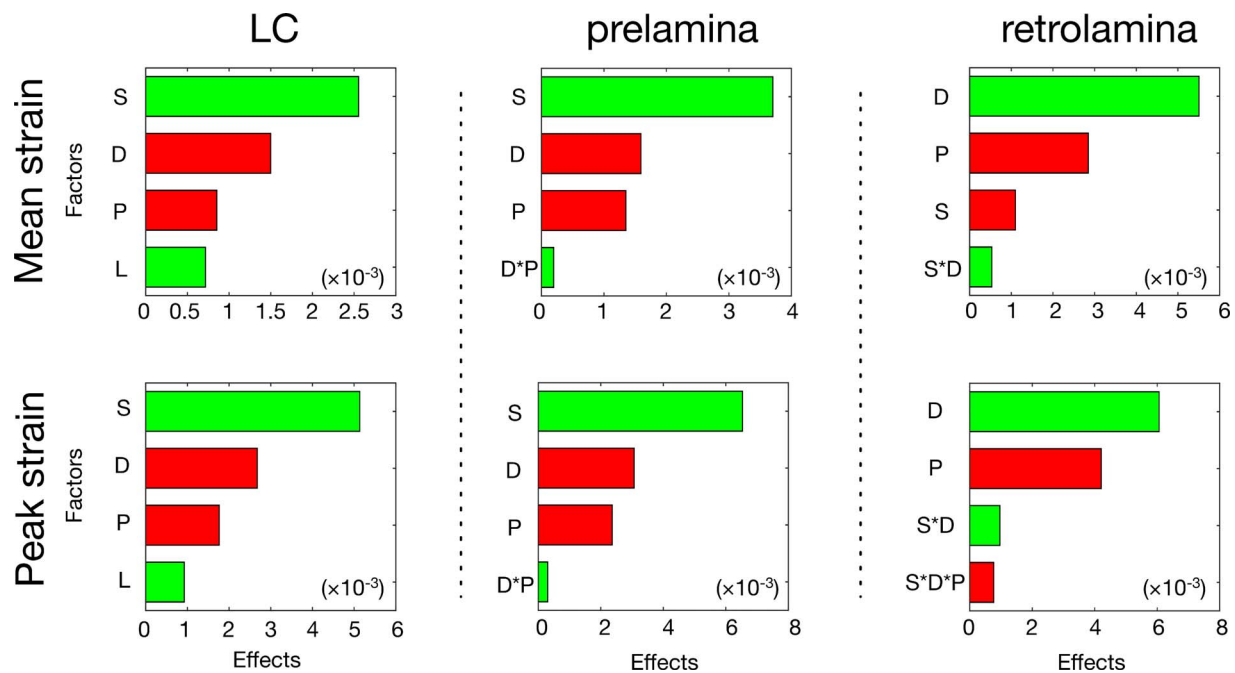 LC
prelamina
retrolamina
Mean strain
Factors
S
D
P
L
(×10-3)
0 0.5 1 1.5 2 2.5 3
S
D
P
D*P
(×10-3)
0 1 2 3 4
D
P
S
S*D
(×10-3)
0 1 2 3 4 5 6
Peak strain
Factors
S
D
P
L
(×10-3)
0 1 2 3 4 5 6
Effects
S
D
P
D*P
(×10-3)
0 2 4 6 8
Effects
D
P
S*D
S*D*P
(×10-3)
0 2 4 6 8
Effects